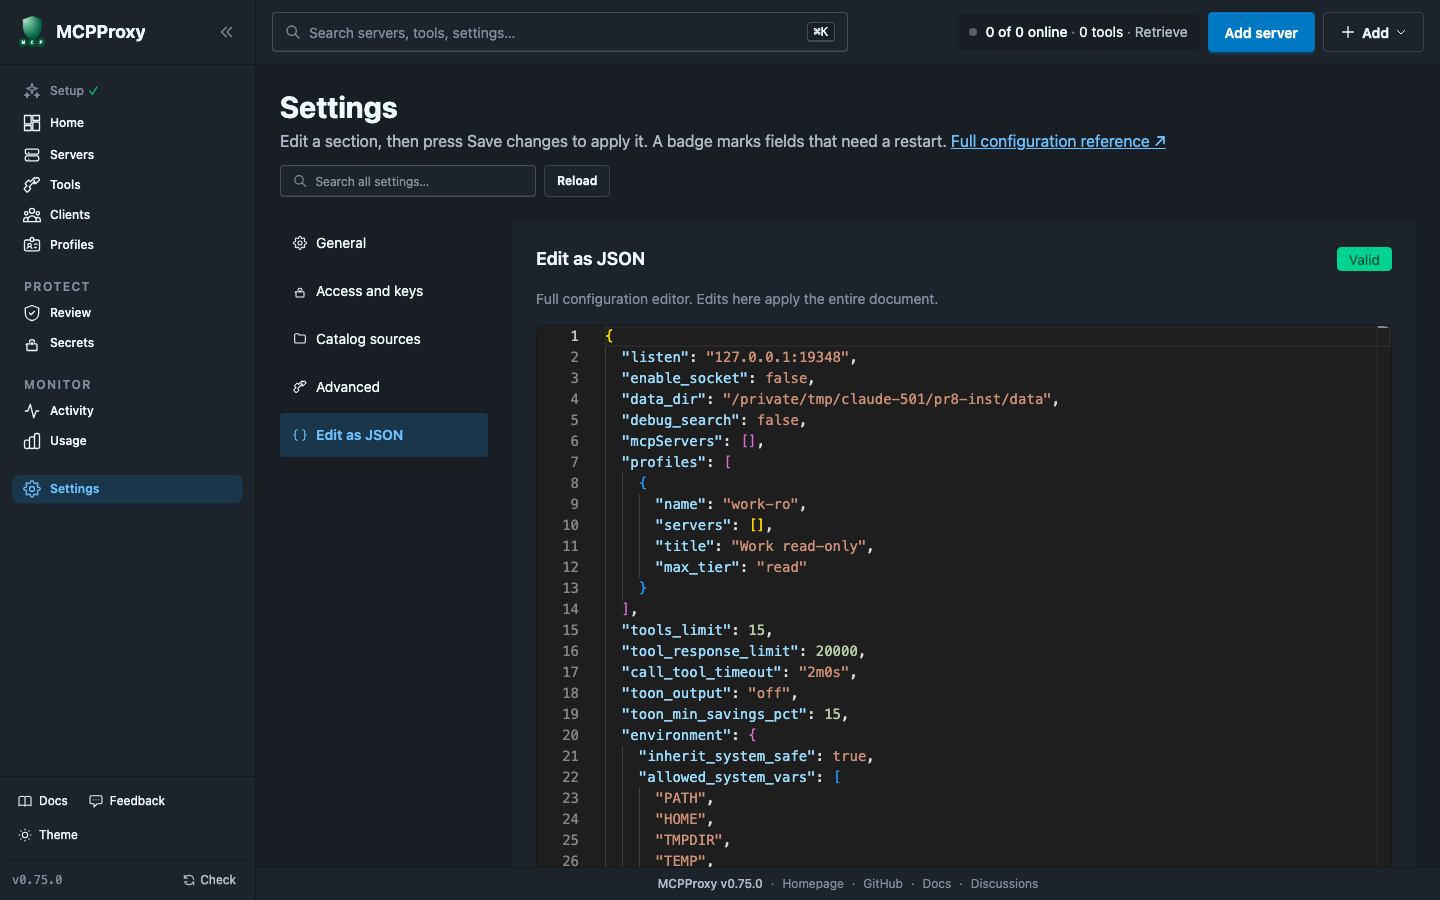 MCPProxy
Search servers, tools, settings...
⌘K
0 of 0 online · 0 tools · Retrieve
Add server
Add
Setup
Home
Servers
Tools
Clients
Profiles
PROTECT
Review
Secrets
MONITOR
Activity
Usage
Settings
Docs
Feedback
Theme
v0.75.0
Check
Settings
Edit a section, then press Save changes to apply it. A badge marks fields that need a restart. Full configuration reference ↗
Search all settings...
Reload
General
Access and keys
Catalog sources
Advanced
{} Edit as JSON
Edit as JSON
Valid
Full configuration editor. Edits here apply the entire document.
1 {
2 "listen": "127.0.0.1:19348",
3 "enable_socket": false,
4 "data_dir": "/private/tmp/claude-501/pr8-inst/data",
5 "debug_search": false,
6 "mcpServers": [],
7 "profiles": [
8 {
9 "name": "work-ro",
10 "servers": [],
11 "title": "Work read-only",
12 "max_tier": "read"
13 }
14 ],
15 "tools_limit": 15,
16 "tool_response_limit": 20000,
17 "call_tool_timeout": "2m0s",
18 "toon_output": "off",
19 "toon_min_savings_pct": 15,
20 "environment": {
21 "inherit_system_safe": true,
22 "allowed_system_vars": [
23 "PATH",
24 "HOME",
25 "TMPDIR",
26 "TEMP",
MCPProxy v0.75.0 · Homepage · GitHub · Docs · Discussions